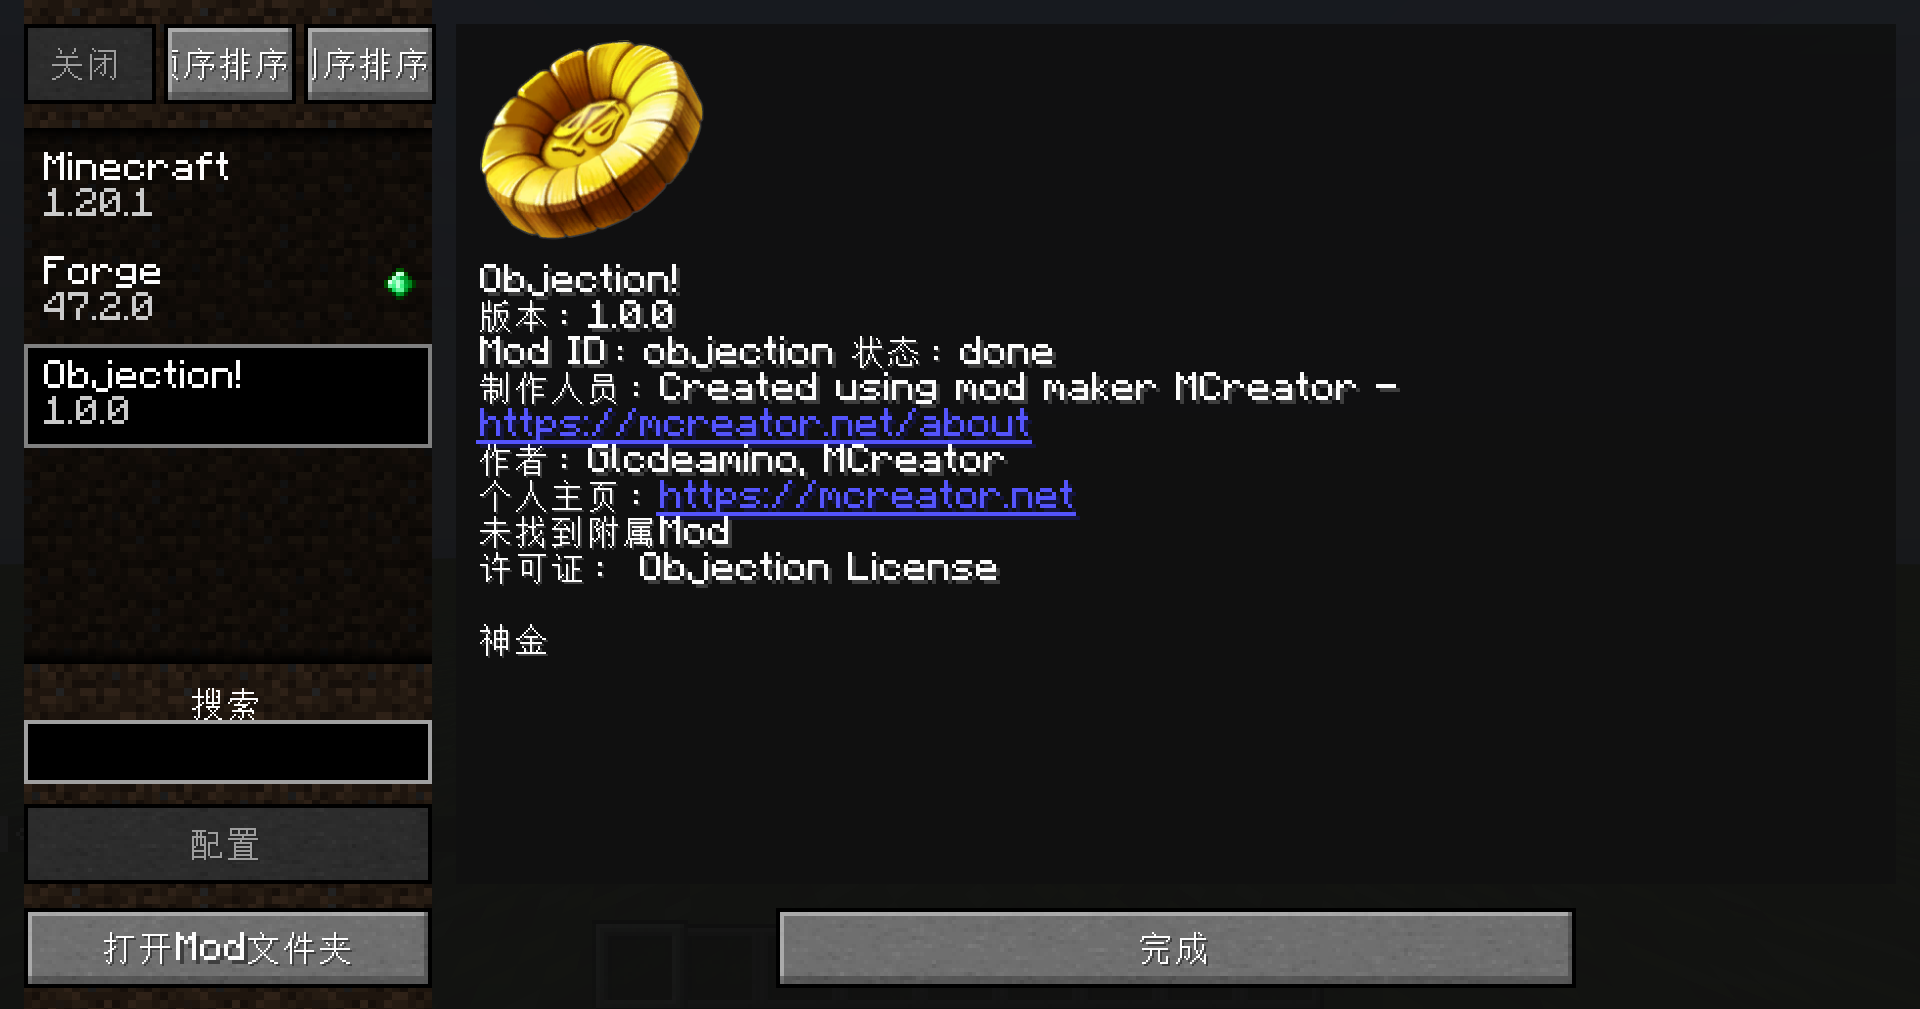 关闭
序排序
序排序
Minecraft
1.20.1
Forge
47.2.0
Objection!
1.0.0
搜索
配置
打开Mod文件夹
Objection!
版本：1.0.0
Mod ID：objection 状态：done
制作人员：Created using mod maker MCreator -
https://mcreator.net/about
作者：Glcdeamino, MCreator
个人主页：https://mcreator.net
未找到附属Mod
许可证： Objection License
神金
完成